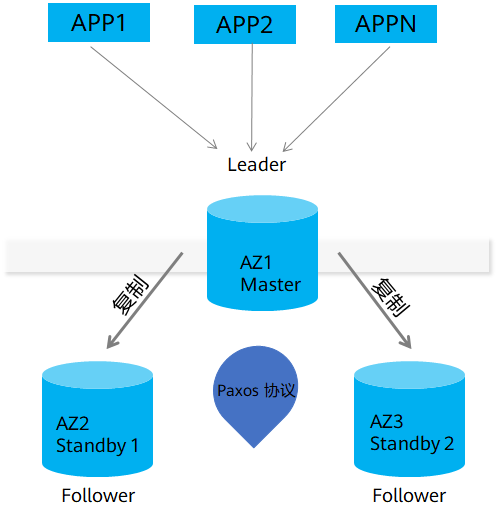 APP1
APP2
APPN
Leader
AZ1
Master
复制
复制
Paxos 协议
AZ2
Standby 1
AZ3
Standby 2
Follower
Follower